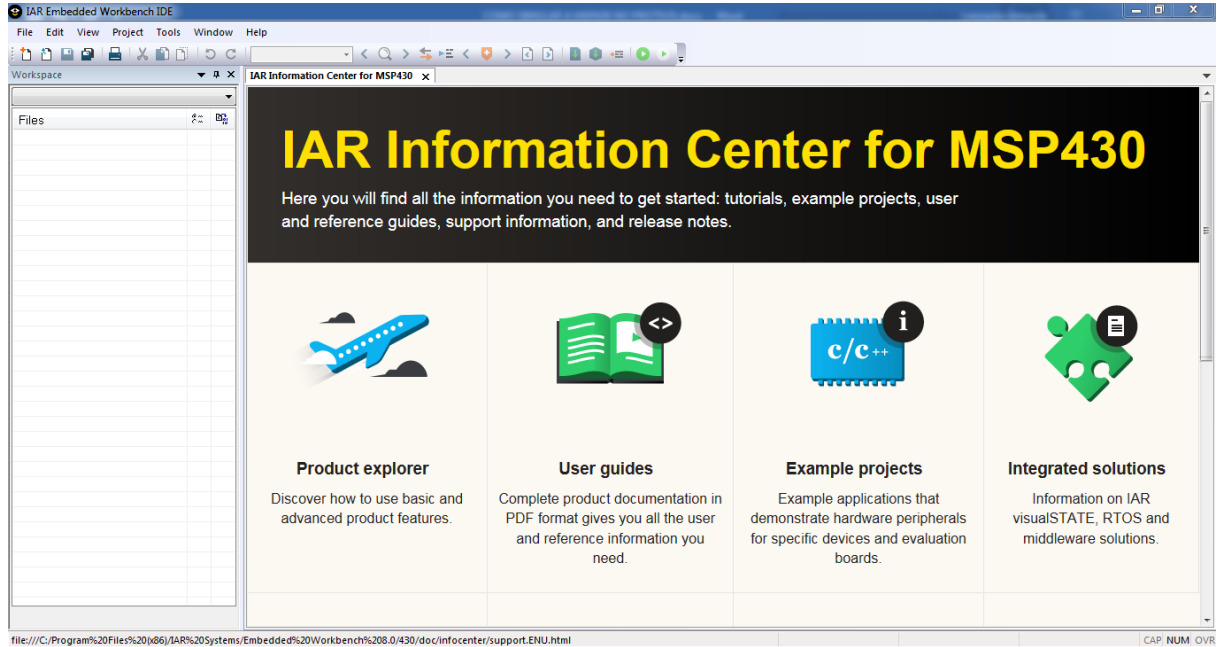 IAR Embedded Workbench IDE
File Edit View Project Tools Window Help
Workspace
IAR Information Center for MSP430
Files
IAR Information Center for MSP430
Here you will find all the information you need to get started: tutorials, example projects, user
and reference guides, support information, and release notes.
<>
i
c/c++
Product explorer
Discover how to use basic and
advanced product features.
User guides
Complete product documentation in
PDF format gives you all the user
and reference information you
need.
Example projects
Example applications that
demonstrate hardware peripherals
for specific devices and evaluation
boards.
Integrated solutions
Information on IAR
visualSTATE, RTOS and
middleware solutions.
file:///C:/Program%20Files%20(x86)/IAR%20Systems/Embedded%20Workbench%208.0/430/doc/infocenter/support.ENU.html
CAP NUM OVR